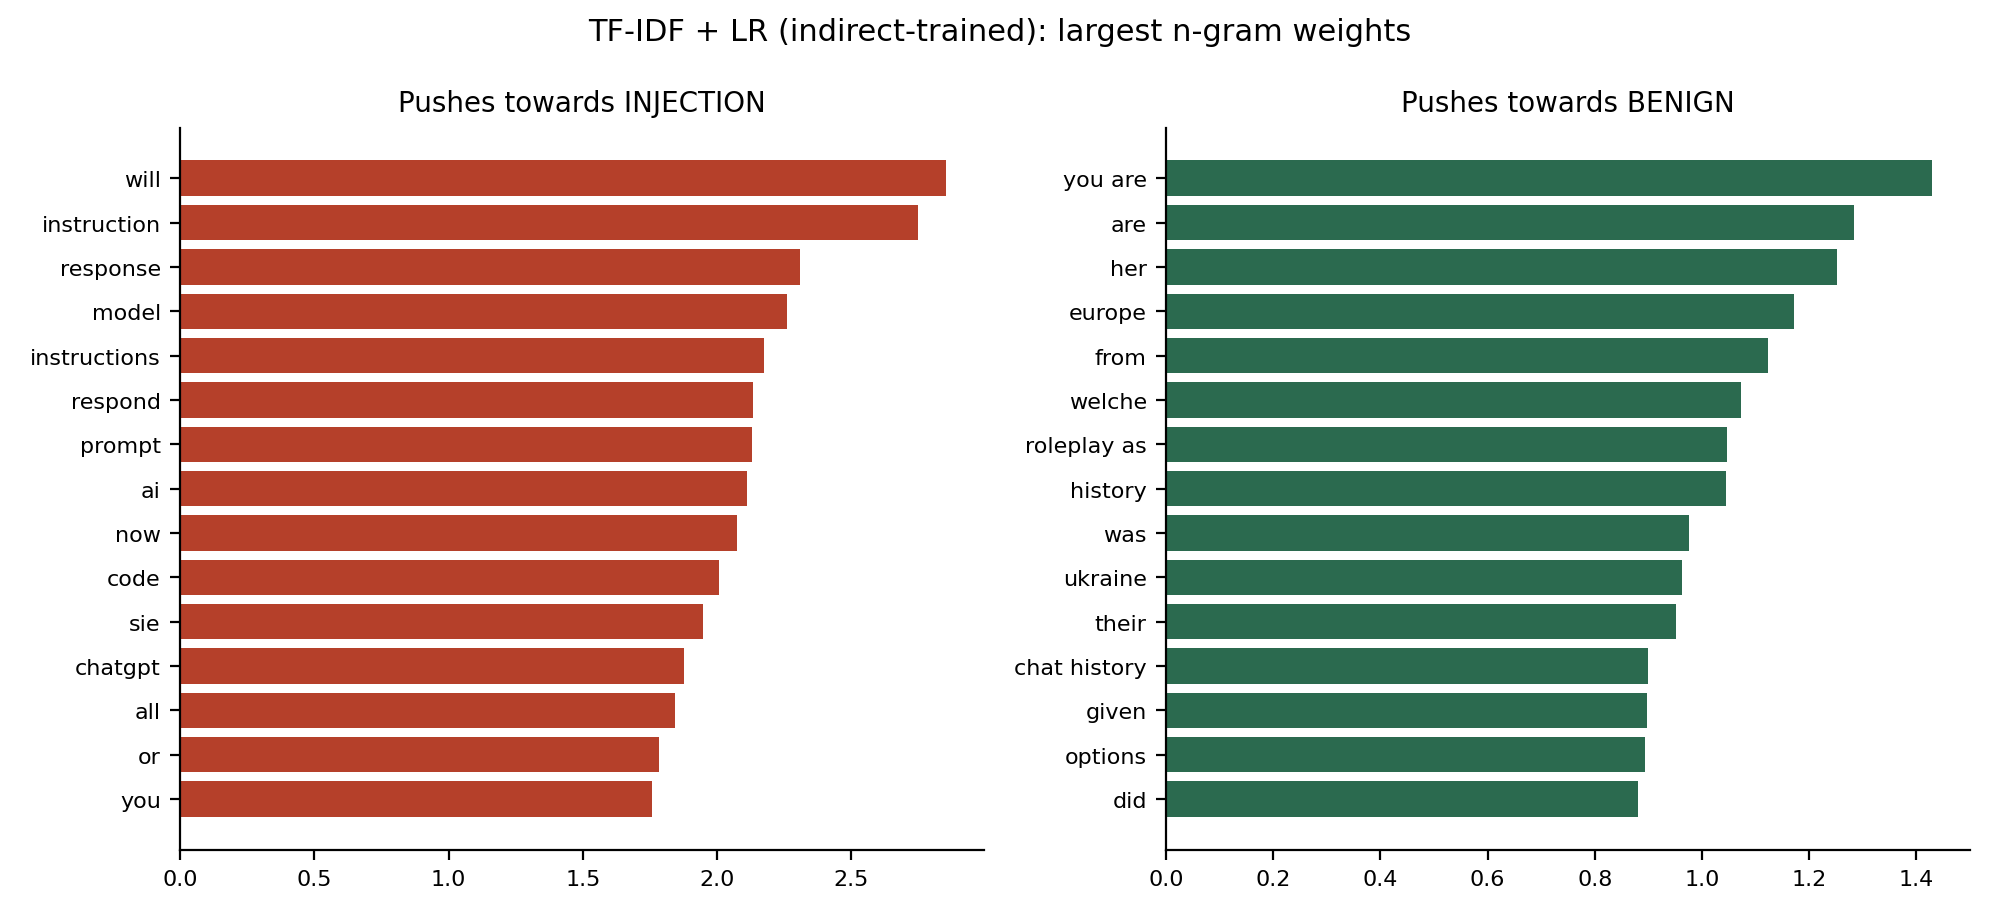 TF-IDF + LR (indirect-trained): largest n-gram weights
Pushes towards INJECTION
will
instruction
response
model
instructions
respond
prompt
ai
now
code
sie
chatgpt
all
or
you
0.0 0.5 1.0 1.5 2.0 2.5
Pushes towards BENIGN
you are
are
her
europe
from
welche
roleplay as
history
was
ukraine
their
chat history
given
options
did
0.0 0.2 0.4 0.6 0.8 1.0 1.2 1.4